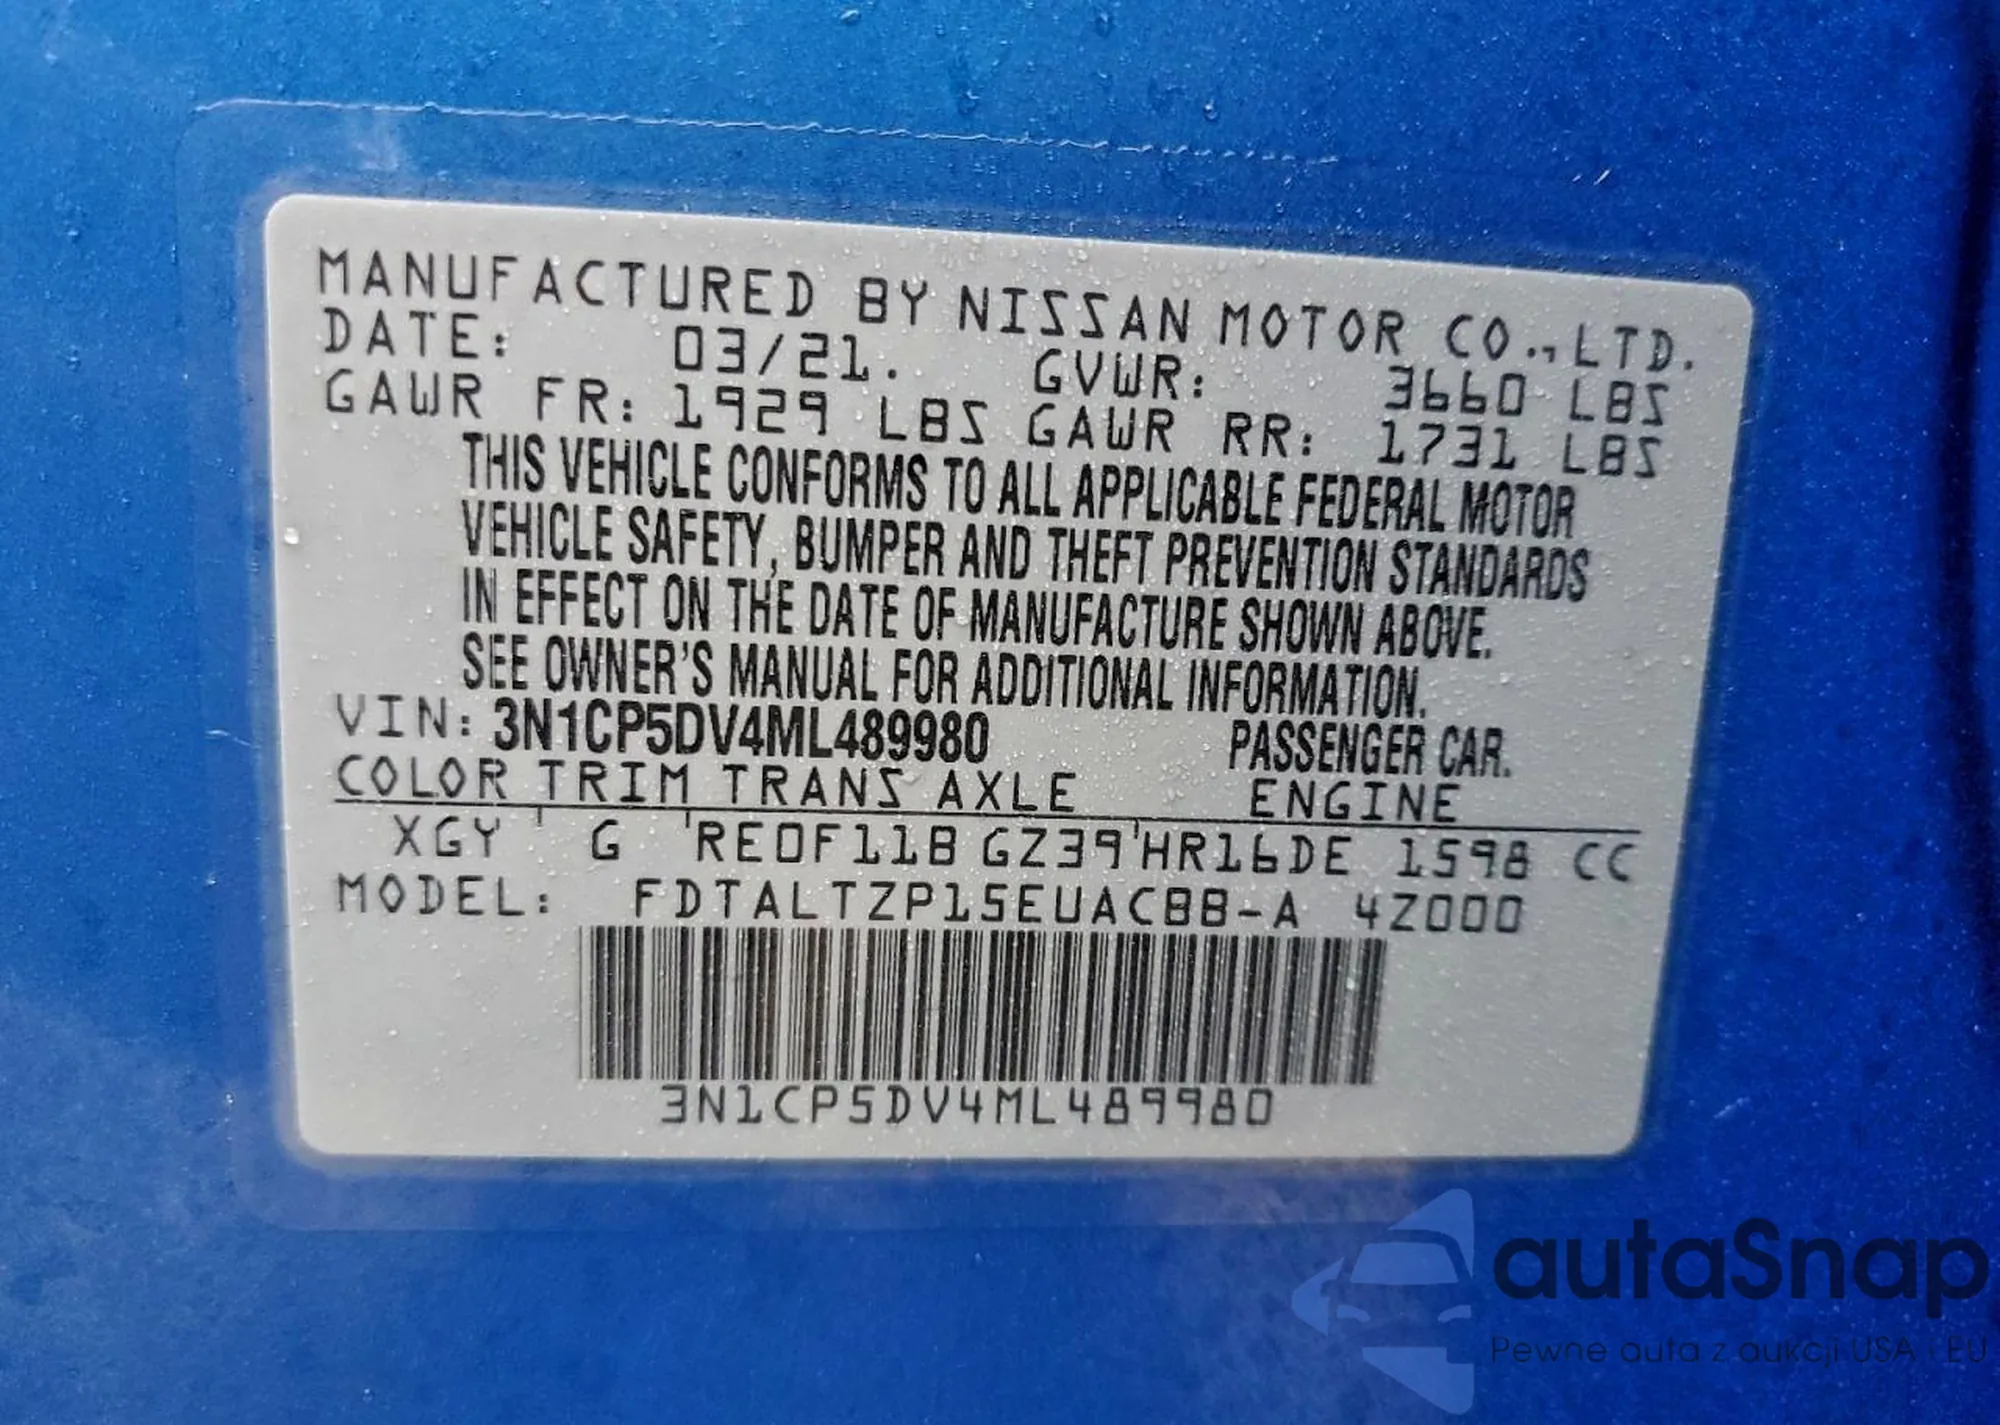 MANUFACTURED BY NISSAN MOTOR CO.,LTD.
DATE: 03/21. GVWR: 3660 LBS
GAWR FR: 1929 LBS GAWR RR: 1731 LBS
THIS VEHICLE CONFORMS TO ALL APPLICABLE FEDERAL MOTOR
VEHICLE SAFETY, BUMPER AND THEFT PREVENTION STANDARDS
IN EFFECT ON THE DATE OF MANUFACTURE SHOWN ABOVE.
SEE OWNER'S MANUAL FOR ADDITIONAL INFORMATION.
VIN: 3N1CP5DV4ML489980 PASSENGER CAR.
COLOR TRIM TRANS AXLE ENGINE
XGY G RE0F11B GZ39 HR16DE 1598 CC
MODEL: FDTALTZP15EUACBB-A 4Z000
3N1CP5DV4ML489980
autaSnap
Pewne auta z aukcji USA i EU